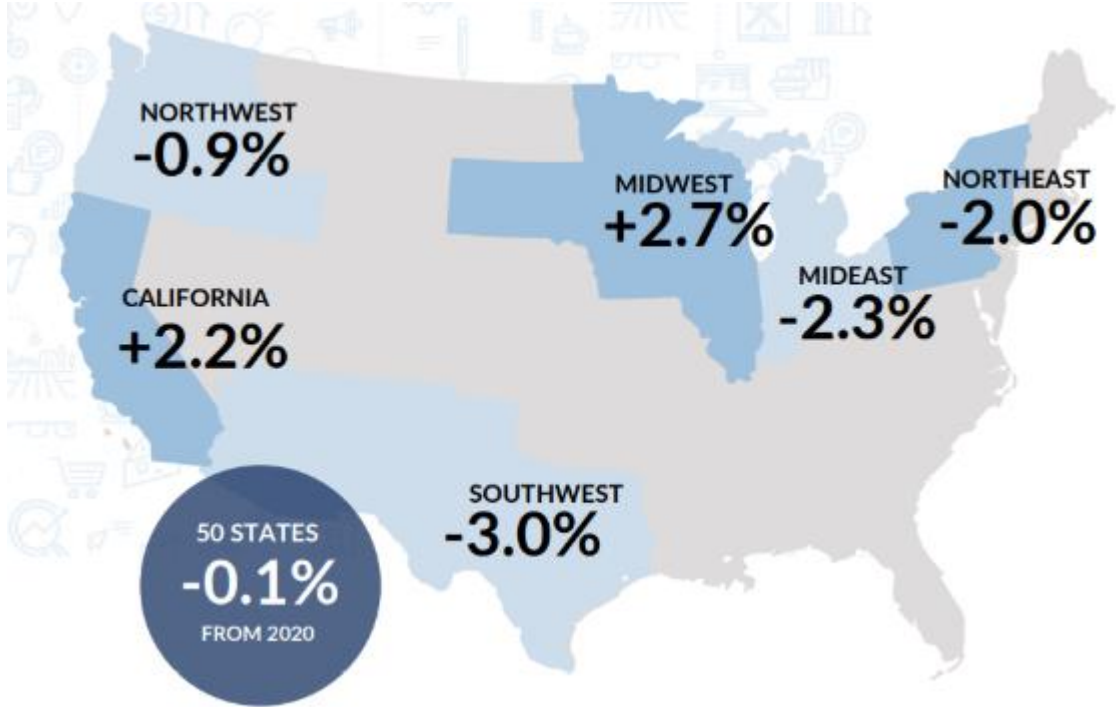 NORTHWEST
-0.9%
MIDWEST
+2.7%
NORTHEAST
-2.0%
MIDEAST
-2.3%
CALIFORNIA
+2.2%
SOUTHWEST
-3.0%
50 STATES
-0.1%
FROM 2020